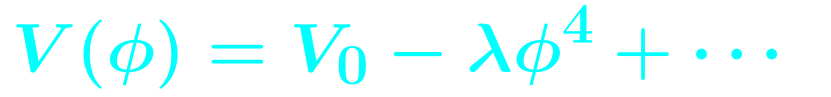 V(ϕ) = V₀ − λϕ⁴ + ⋯